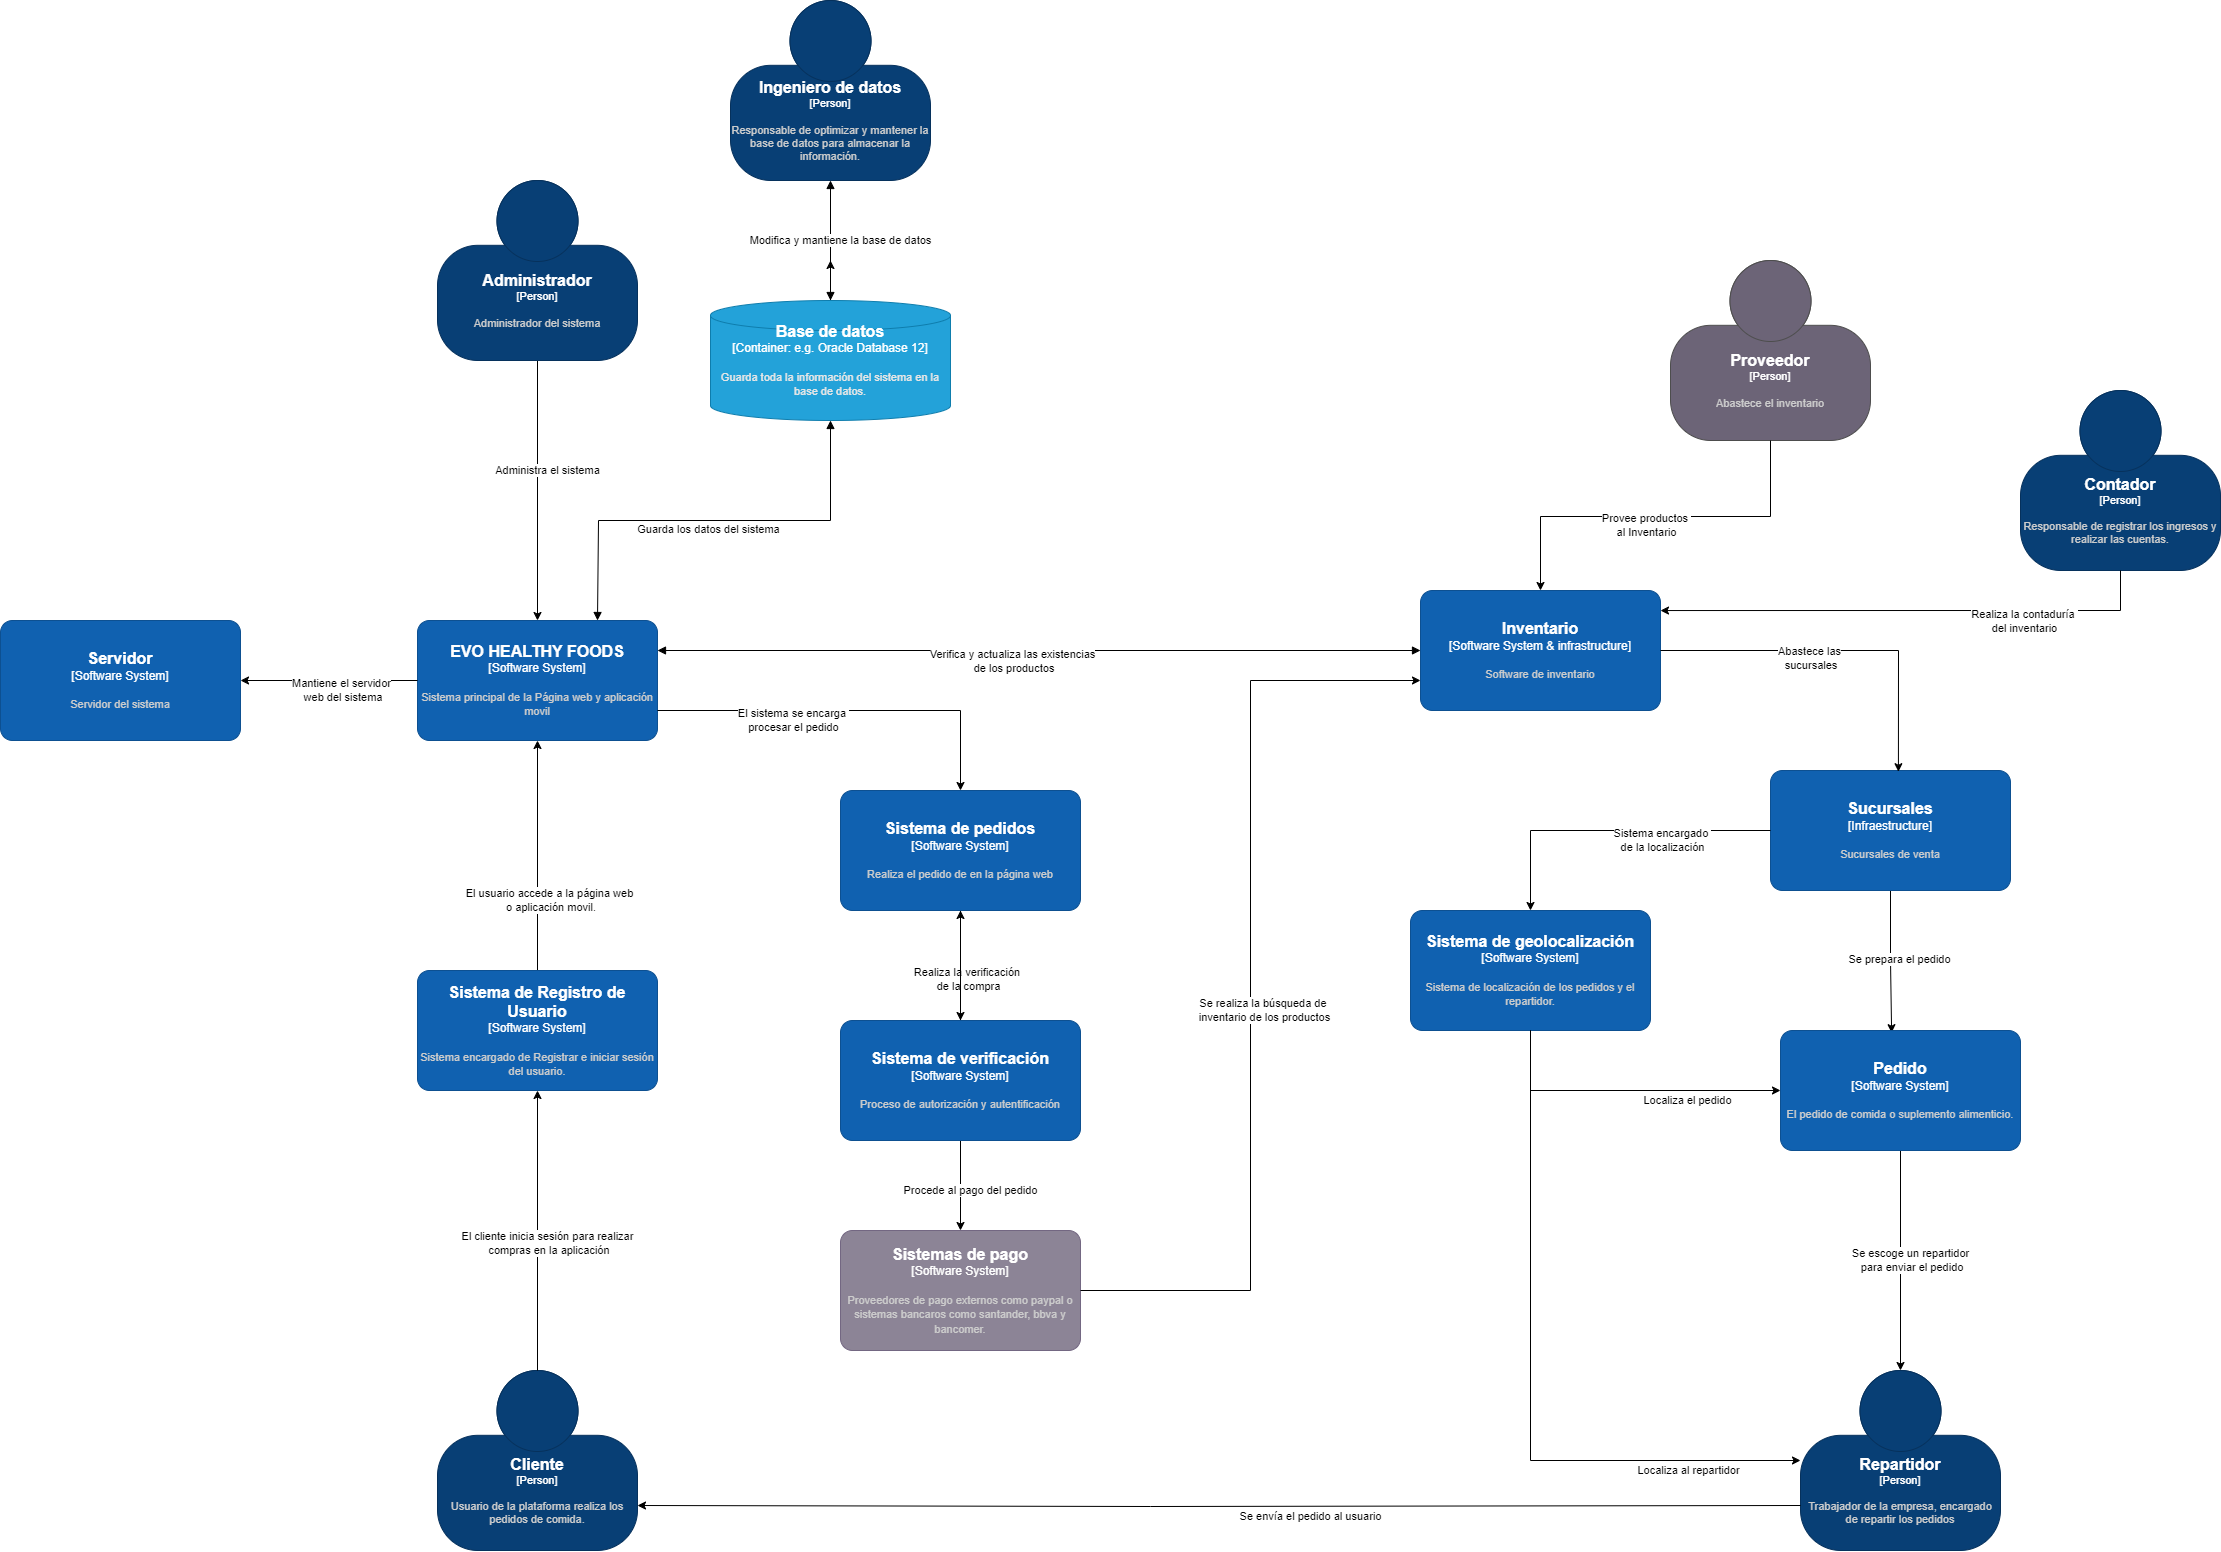 Ingeniero de datos
[Person]
Responsable de optimizar y mantener la
base de datos para almacenar la
información.
Modifica y mantiene la base de datos
Administrador
[Person]
Administrador del sistema
Base de datos
[Container: e.g. Oracle Database 12]
Guarda toda la información del sistema en la
base de datos.
Proveedor
[Person]
Abastece el inventario
Contador
[Person]
Responsable de registrar los ingresos y
realizar las cuentas.
Administra el sistema
Guarda los datos del sistema
Provee productos
al Inventario
Realiza la contaduría
del inventario
Servidor
[Software System]
Servidor del sistema
Mantiene el servidor
web del sistema
EVO HEALTHY FOODS
[Software System]
Sistema principal de la Página web y aplicación
movil
Verifica y actualiza las existencias
de los productos
Inventario
[Software System & infrastructure]
Software de inventario
Abastece las
sucursales
El sistema se encarga
procesar el pedido
Sistema de pedidos
[Software System]
Realiza el pedido de en la página web
Sucursales
[Infraestructure]
Sucursales de venta
Sistema encargado
de la localización
El usuario accede a la página web
o aplicación movil.
Sistema de geolocalización
[Software System]
Sistema de localización de los pedidos y el
repartidor.
Se prepara el pedido
Realiza la verificación
de la compra
Sistema de Registro de
Usuario
[Software System]
Sistema encargado de Registrar e iniciar sesión
del usuario.
Se realiza la búsqueda de
inventario de los productos
Sistema de verificación
[Software System]
Proceso de autorización y autentificación
Pedido
[Software System]
El pedido de comida o suplemento alimenticio.
Localiza el pedido
Procede al pago del pedido
El cliente inicia sesión para realizar
compras en la aplicación
Sistemas de pago
[Software System]
Proveedores de pago externos como paypal o
sistemas bancaros como santander, bbva y
bancomer.
Se escoge un repartidor
para enviar el pedido
Cliente
[Person]
Usuario de la plataforma realiza los
pedidos de comida.
Localiza al repartidor
Repartidor
[Person]
Trabajador de la empresa, encargado
de repartir los pedidos
Se envía el pedido al usuario